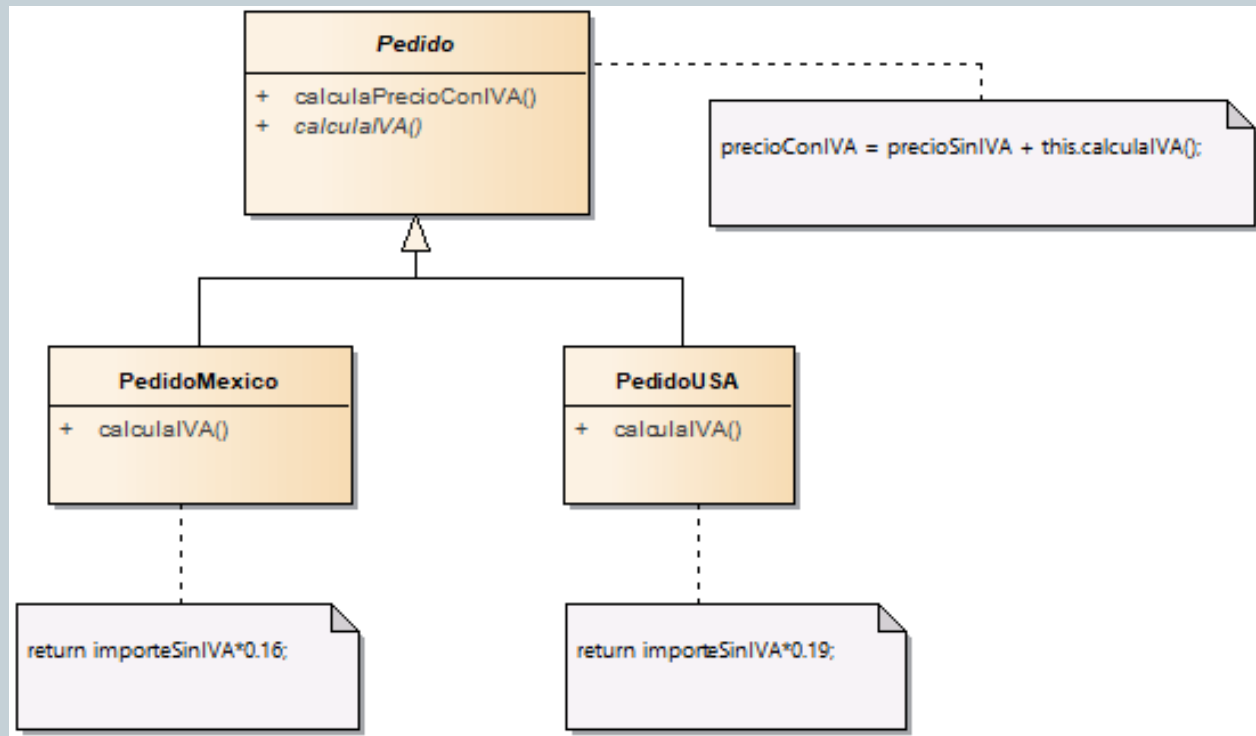 Pedido
+ calculaPrecioConIVA()
+ calculaIVA()
precioConIVA = precioSinIVA + this.calculaIVA();
PedidoMexico
+ calculaIVA()
PedidoUSA
+ calculaIVA()
return importeSinIVA*0.16;
return importeSinIVA*0.19;